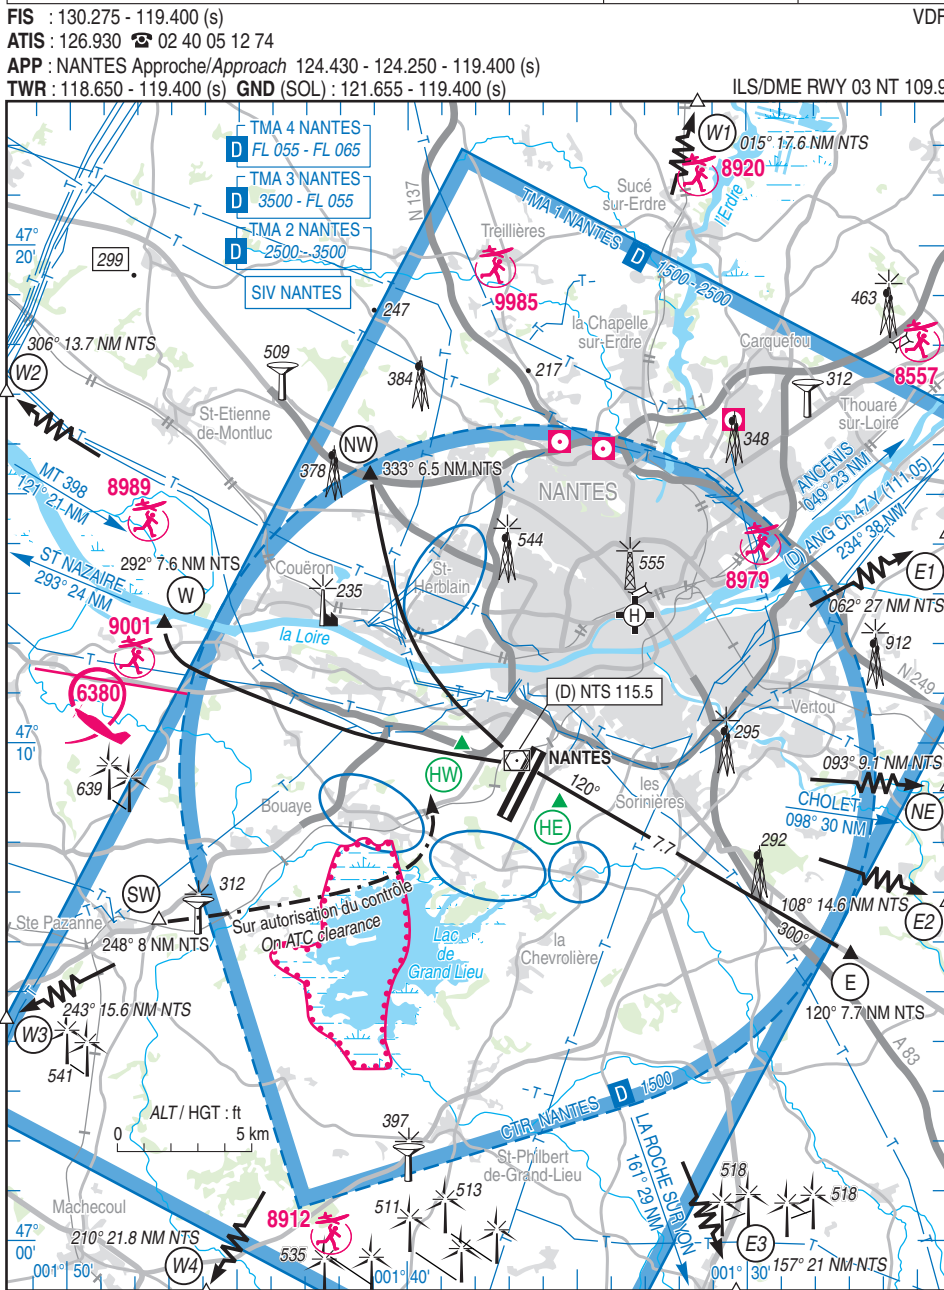 FIS : 130.275 - 119.400 (s)
VDF
ATIS : 126.930 ☎ 02 40 05 12 74
APP : NANTES Approche/Approach 124.430 - 124.250 - 119.400 (s)
TWR : 118.650 - 119.400 (s) GND (SOL) : 121.655 - 119.400 (s)
ILS/DME RWY 03 NT 109.9
TMA 4 NANTES
D FL 055 - FL 065
TMA 3 NANTES
D 3500 - FL 055
TMA 2 NANTES
D 2500 - 3500
SIV NANTES
N 137
W1
015° 17.6 NM NTS
8920
Sucé
sur-Erdre
l'Erdre
TMA 1 NANTES D 1500 - 2500
Treillières
9985
47°
20'
299
247
la Chapelle
sur-Erdre
463
Carquefou
8557
306° 13.7 NM NTS
W2
509
384
217
312
A 11
Thouaré
sur-Loire
St-Etienne
de-Montluc
348
NW
333° 6.5 NM NTS
378
NANTES
MT 398
121° 21 NM
8989
ANCENIS
049° 23 NM
(D) ANG Ch 47 Y (111.05)
234° 38 NM
544
555
8979
ST NAZAIRE
293° 24 NM
292° 7.6 NM NTS
W
Couëron
235
St-
Herblain
H
E1
062° 27 NM NTS
9001
la Loire
912
N 249
6380
(D) NTS 115.5
Vertou
47°
10'
295
HW
NANTES
120°
093° 9.1 NM NTS
639
les
Sorinières
Bouaye
HE
CHOLET
098° 30 NM
NE
7.7
292
SW
312
108° 14.6 NM NTS
E2
Ste Pazanne
Sur autorisation du contrôle
On ATC clearance
248° 8 NM NTS
Lac
de
Grand Lieu
la
Chevrolière
300°
E
120° 7.7 NM NTS
243° 15.6 NM NTS
W3
541
A 83
ALT / HGT : ft
0 5 km
CTR NANTES D 1500
397
St-Philbert
de-Grand-Lieu
LA ROCHE SUR YON
161° 29 NM
Machecoul
210° 21.8 NM NTS
W4
8912
535
511
513
518
518
E3
157° 21 NM NTS
47°
00'
001° 50'
001° 40'
001° 30'